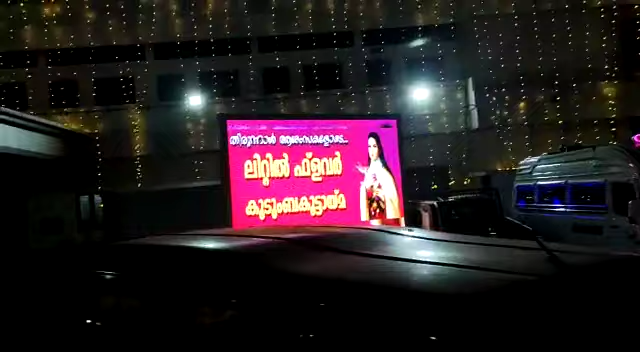 തിരുനാൾ ആശംസകളോടെ...
ലിറ്റിൽ ഫ്ളവർ
കുടുംബകൂട്ടായ്മ